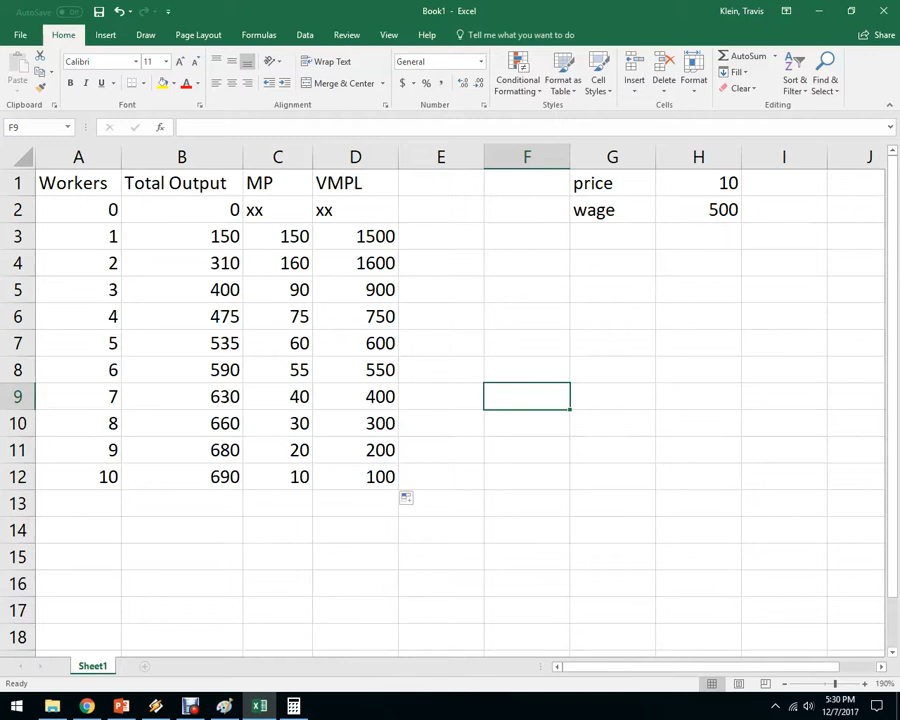 AutoSave Off
Book1 - Excel
Klein, Travis
File Home Insert Draw Page Layout Formulas Data Review View Help Tell me what you want to do Share
Paste
Calibri 11 A A
Wrap Text
General
B I U A
Merge & Center
$ % ,
Conditional Formatting
Format as Table
Cell Styles
Insert Delete Format
AutoSum
Fill
Clear
Sort & Filter
Find & Select
Clipboard Font Alignment Number Styles Cells Editing
F9 fx
A B C D E F G H I J
1 Workers Total Output MP VMPL price 10
2 0 0 xx xx wage 500
3 1 150 150 1500
4 2 310 160 1600
5 3 400 90 900
6 4 475 75 750
7 5 535 60 600
8 6 590 55 550
9 7 630 40 400
10 8 660 30 300
11 9 680 20 200
12 10 690 10 100
13
14
15
16
17
18
Sheet1
Ready
190%
5:30 PM
12/7/2017